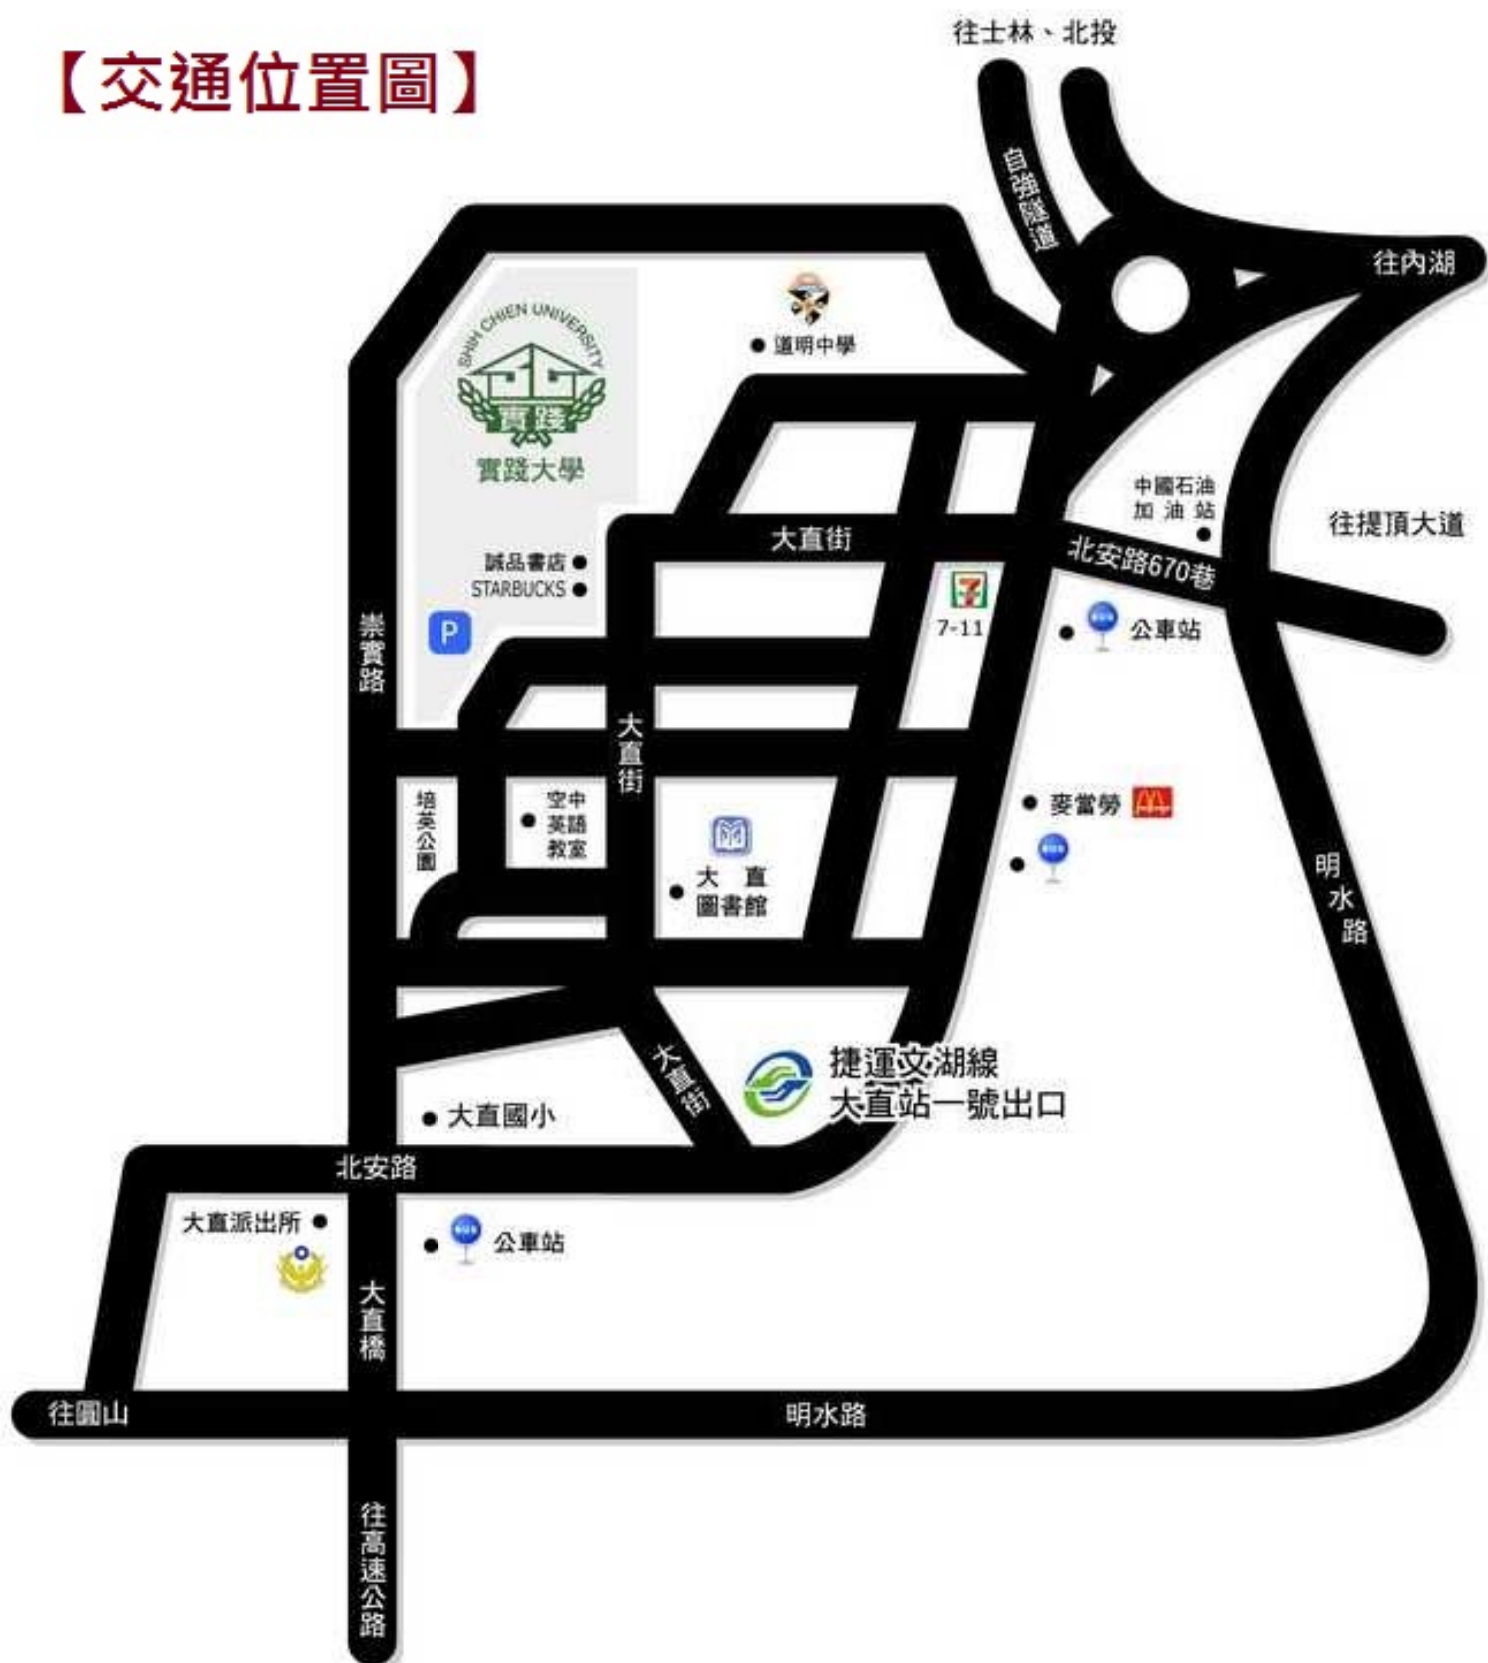 【交通位置圖】
往士林、北投
自強隧道
往內湖
SHIH CHIEN UNIVERSITY
實踐
實踐大學
道明中學
中國石油
加油站
往提頂大道
大直街
北安路670巷
誠品書店
STARBUCKS
P
7-11
BUS
公車站
崇實路
大直街
培英公園
空中
英語
教室
大直
圖書館
麥當勞
BUS
明水路
捷運文湖線
大直站一號出口
大直街
大直國小
北安路
大直派出所
BUS
公車站
大直橋
往圓山
明水路
往高速公路